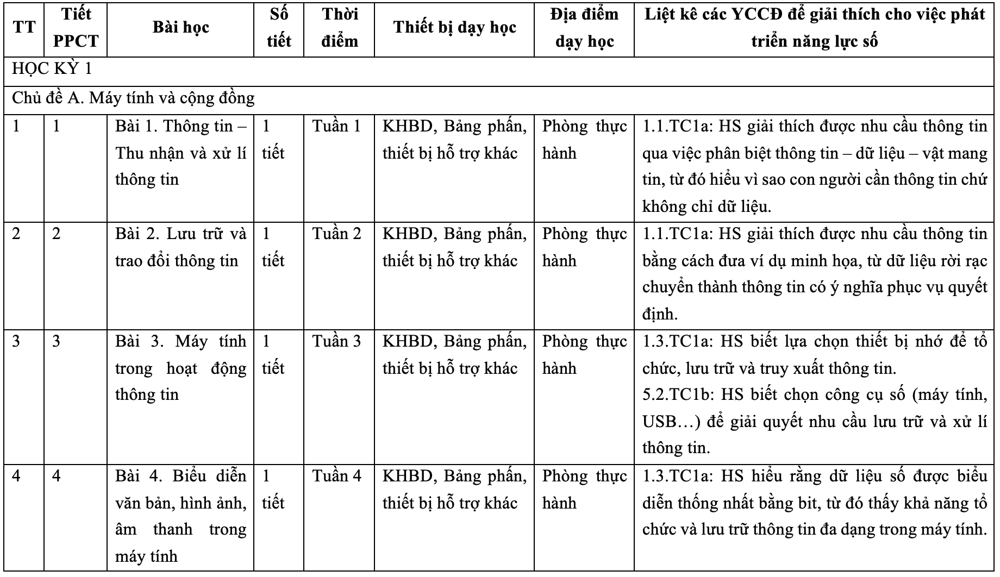 TT
Tiết
PPCT
Bài học
Số
tiết
Thời
điểm
Thiết bị dạy học
Địa điểm
dạy học
Liệt kê các YCCĐ để giải thích cho việc phát
triển năng lực số
HỌC KỲ 1
Chủ đề A. Máy tính và cộng đồng
1
1
Bài 1. Thông tin –
Thu nhận và xử lí
thông tin
1
tiết
Tuần 1
KHBD, Bảng phấn,
thiết bị hỗ trợ khác
Phòng thực
hành
1.1.TC1a: HS giải thích được nhu cầu thông tin
qua việc phân biệt thông tin – dữ liệu – vật mang
tin, từ đó hiểu vì sao con người cần thông tin chứ
không chỉ dữ liệu.
2
2
Bài 2. Lưu trữ và
trao đổi thông tin
1
tiết
Tuần 2
KHBD, Bảng phấn,
thiết bị hỗ trợ khác
Phòng thực
hành
1.1.TC1a: HS giải thích được nhu cầu thông tin
bằng cách đưa ví dụ minh họa, từ dữ liệu rời rạc
chuyển thành thông tin có ý nghĩa phục vụ quyết
định.
3
3
Bài 3. Máy tính
trong hoạt động
thông tin
1
tiết
Tuần 3
KHBD, Bảng phấn,
thiết bị hỗ trợ khác
Phòng thực
hành
1.3.TC1a: HS biết lựa chọn thiết bị nhớ để tổ
chức, lưu trữ và truy xuất thông tin.
5.2.TC1b: HS biết chọn công cụ số (máy tính,
USB…) để giải quyết nhu cầu lưu trữ và xử lí
thông tin.
4
4
Bài 4. Biểu diễn
văn bản, hình ảnh,
âm thanh trong
máy tính
1
tiết
Tuần 4
KHBD, Bảng phấn,
thiết bị hỗ trợ khác
Phòng thực
hành
1.3.TC1a: HS hiểu rằng dữ liệu số được biểu
diễn thống nhất bằng bit, từ đó thấy khả năng tổ
chức và lưu trữ thông tin đa dạng trong máy tính.